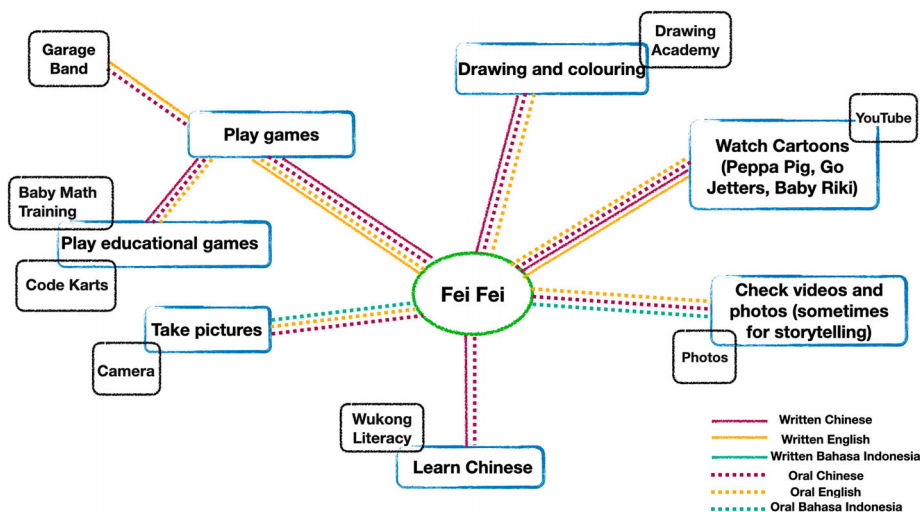 Garage
Band
Drawing
Academy
Drawing and colouring
Play games
YouTube
Watch Cartoons
(Peppa Pig, Go
Jetters, Baby Riki)
Baby Math
Training
Play educational games
Code Karts
Fei Fei
Check videos and
photos (sometimes
for storytelling)
Photos
Take pictures
Camera
Wukong
Literacy
Learn Chinese
Written Chinese
Written English
Written Bahasa Indonesia
Oral Chinese
Oral English
Oral Bahasa Indonesia